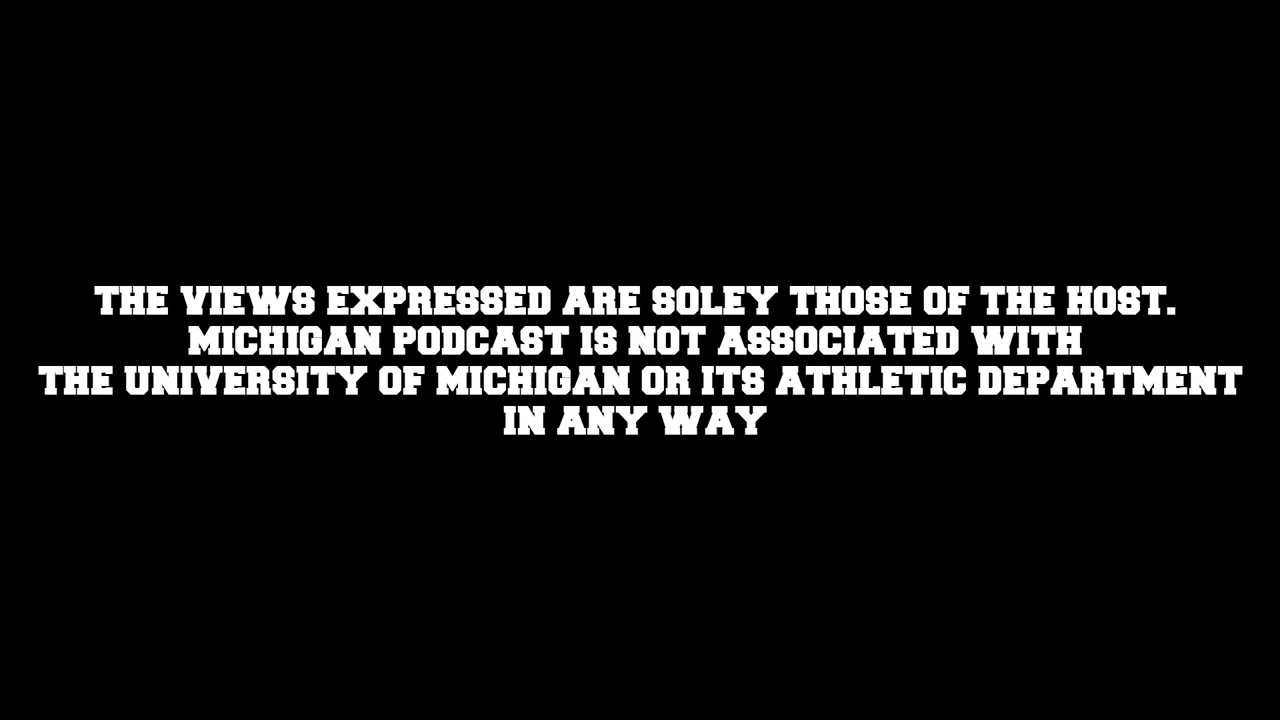 THE VIEWS EXPRESSED ARE SOLEY THOSE OF THE HOST.
MICHIGAN PODCAST IS NOT ASSOCIATED WITH
THE UNIVERSITY OF MICHIGAN OR ITS ATHLETIC DEPARTMENT
IN ANY WAY